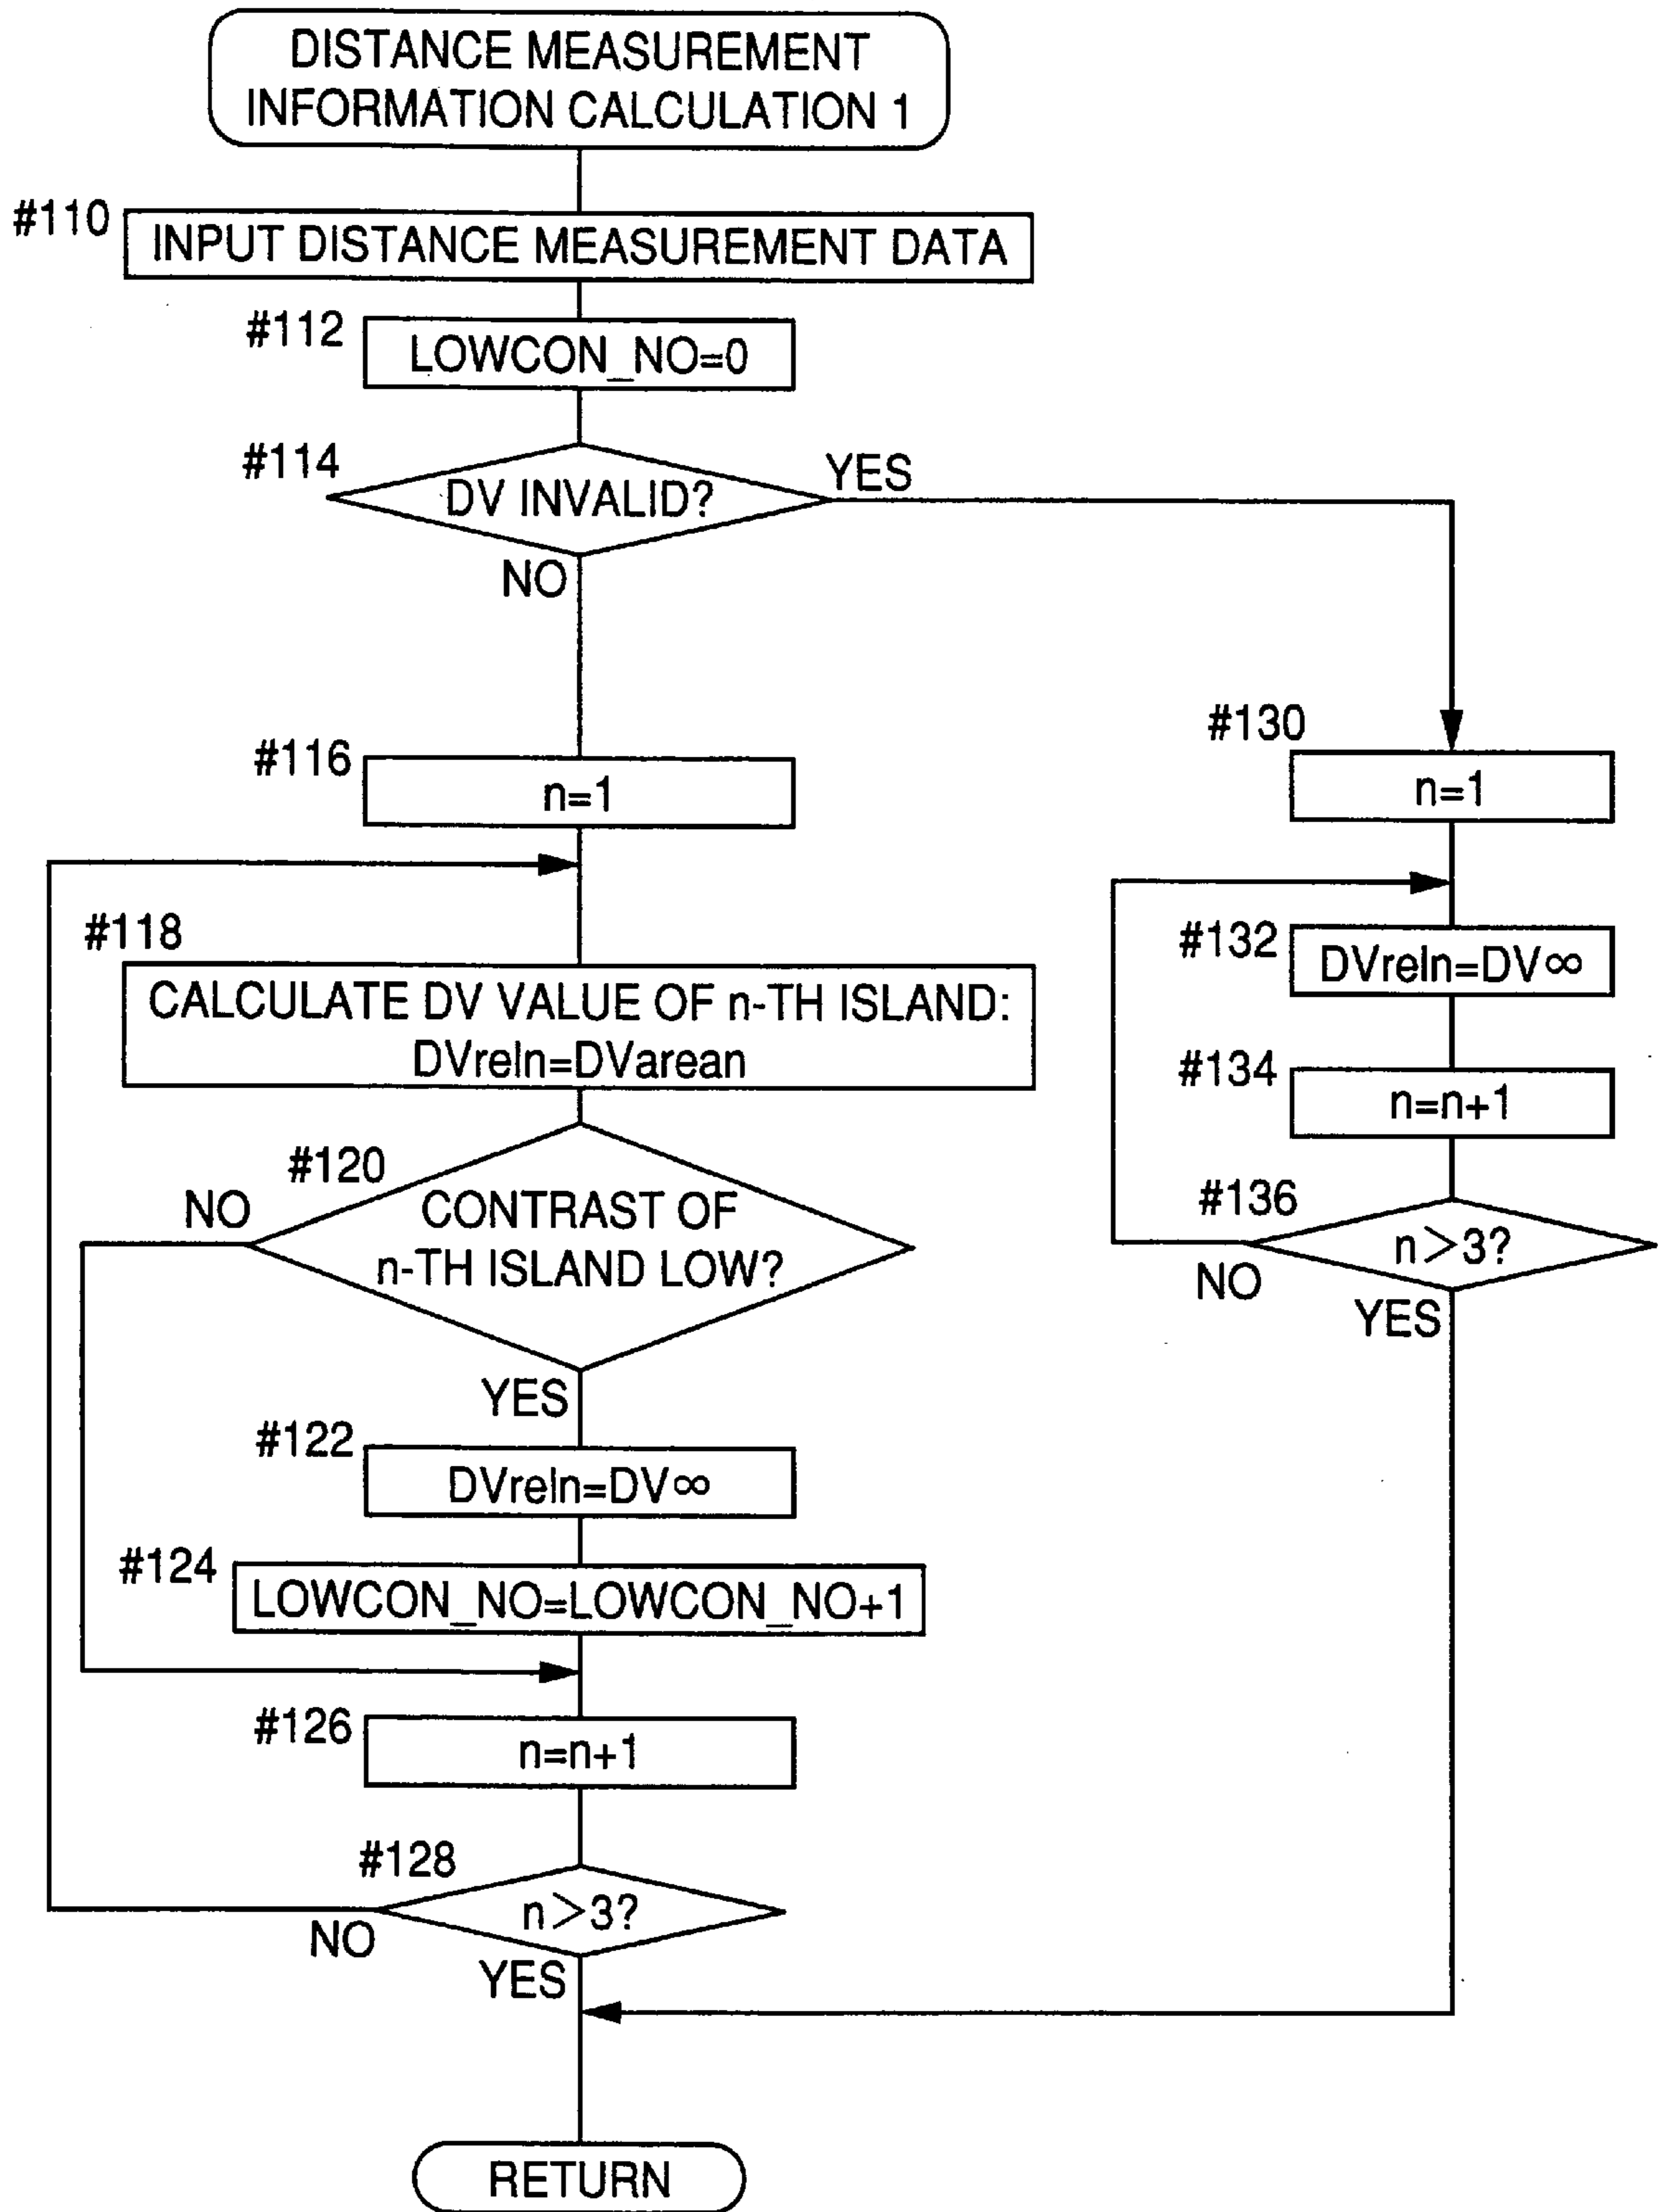 DISTANCE MEASUREMENT
INFORMATION CALCULATION 1
#110
INPUT DISTANCE MEASUREMENT DATA
#112
LOWCON_NO=0
#114
DV INVALID?
YES
NO
#116
n=1
#118
CALCULATE DV VALUE OF n-TH ISLAND:
DVreln=DVarean
#120
NO
CONTRAST OF
n-TH ISLAND LOW?
YES
#122
DVreln=DV∞
#124
LOWCON_NO=LOWCON_NO+1
#126
n=n+1
#128
n>3?
NO
YES
#130
n=1
#132
DVreln=DV∞
#134
n=n+1
#136
n>3?
NO
YES
RETURN